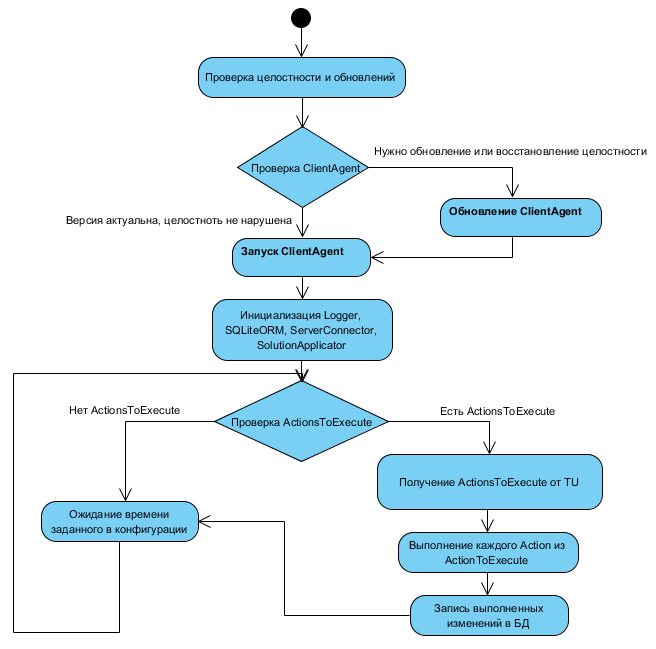 Проверка целостности и обновлений
Нужно обновление или восстановление целостности
Проверка ClientAgent
Обновление ClientAgent
Версия актуальна, целостноть не нарушена
Запуск ClientAgent
Инициализация Logger,
SQLiteORM, ServerConnector,
SolutionApplicator
Нет ActionsToExecute
Есть ActionsToExecute
Проверка ActionsToExecute
Получение ActionsToExecute от TU
Ожидание времени
заданного в конфигурации
Выполнение каждого Action из
ActionToExecute
Запись выполненных
изменений в БД